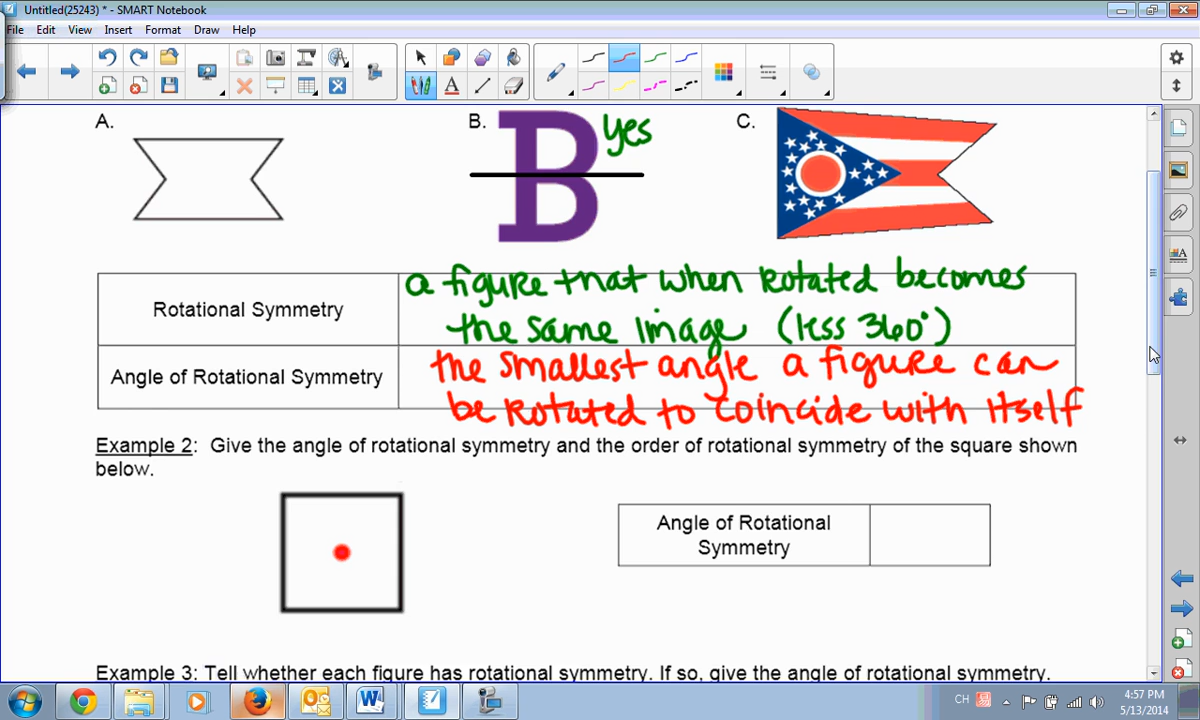 Untitled(25243) * - SMART Notebook
File Edit View Insert Format Draw Help
A. B. yes C.
Rotational Symmetry
a figure that when rotated becomes
the same image (less 360°)
Angle of Rotational Symmetry
the smallest angle a figure can
be rotated to coincide with itself
Example 2: Give the angle of rotational symmetry and the order of rotational symmetry of the square shown
below.
Angle of Rotational
Symmetry
Example 3: Tell whether each figure has rotational symmetry. If so, give the angle of rotational symmetry.
CH
4:57 PM
5/13/2014